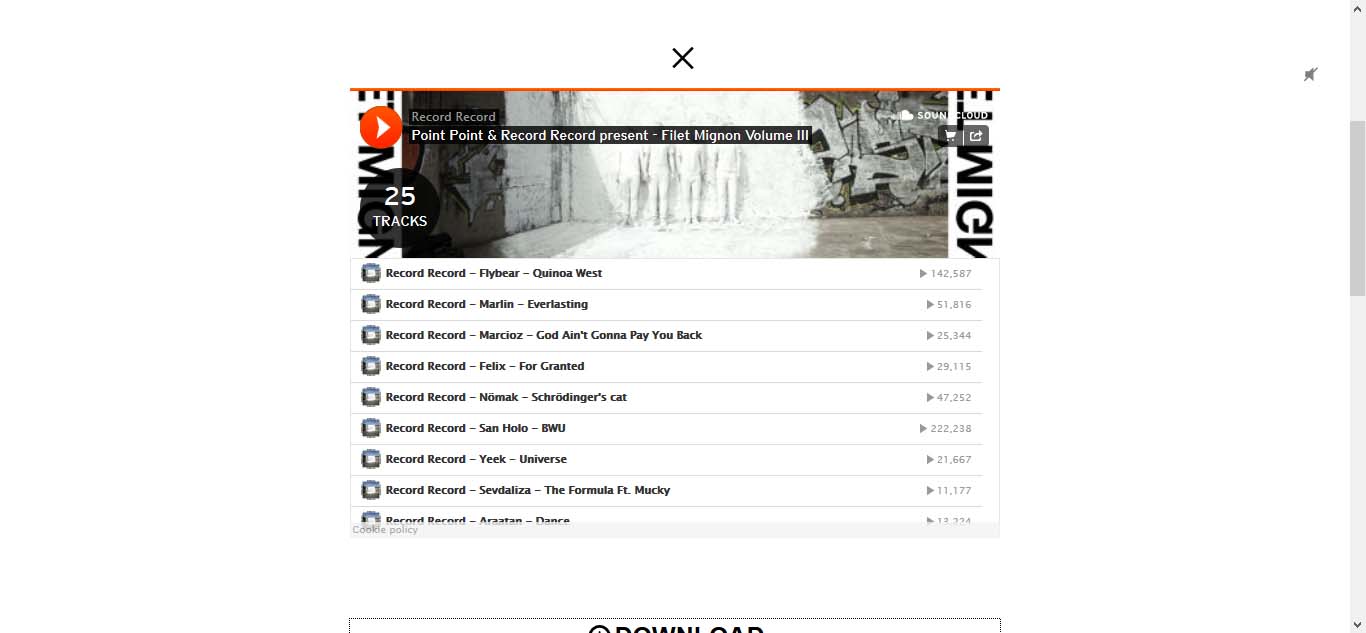 Record Record
Point Point & Record Record present - Filet Mignon Volume III
SOUNDCLOUD
25
TRACKS
Record Record – Flybear – Quinoa West 142,587
Record Record – Marlin – Everlasting 51,816
Record Record – Marcioz – God Ain't Gonna Pay You Back 25,344
Record Record – Felix – For Granted 29,115
Record Record – Nömak – Schrödinger's cat 47,252
Record Record – San Holo – BWU 222,238
Record Record – Yeek – Universe 21,667
Record Record – Sevdaliza – The Formula Ft. Mucky 11,177
Record Record – Araatan – Dance 13,224
Cookie policy
DOWNLOAD